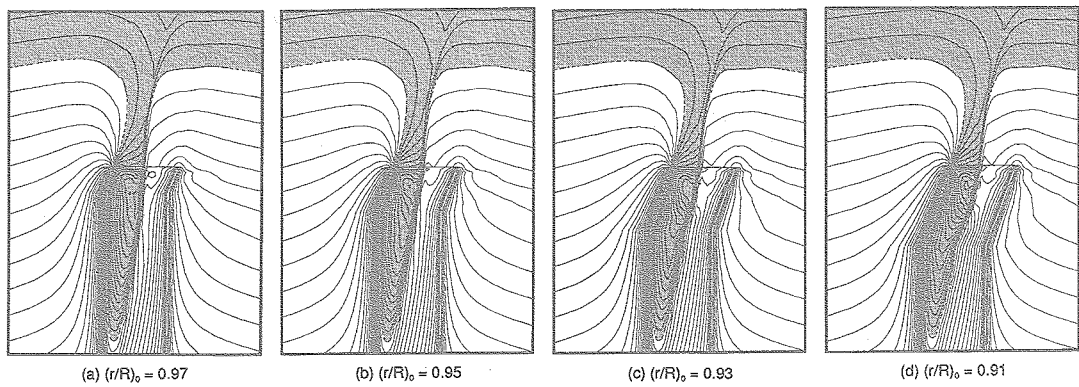 (a) (r/R)₀ = 0.97
(b) (r/R)₀ = 0.95
(c) (r/R)₀ = 0.93
(d) (r/R)₀ = 0.91